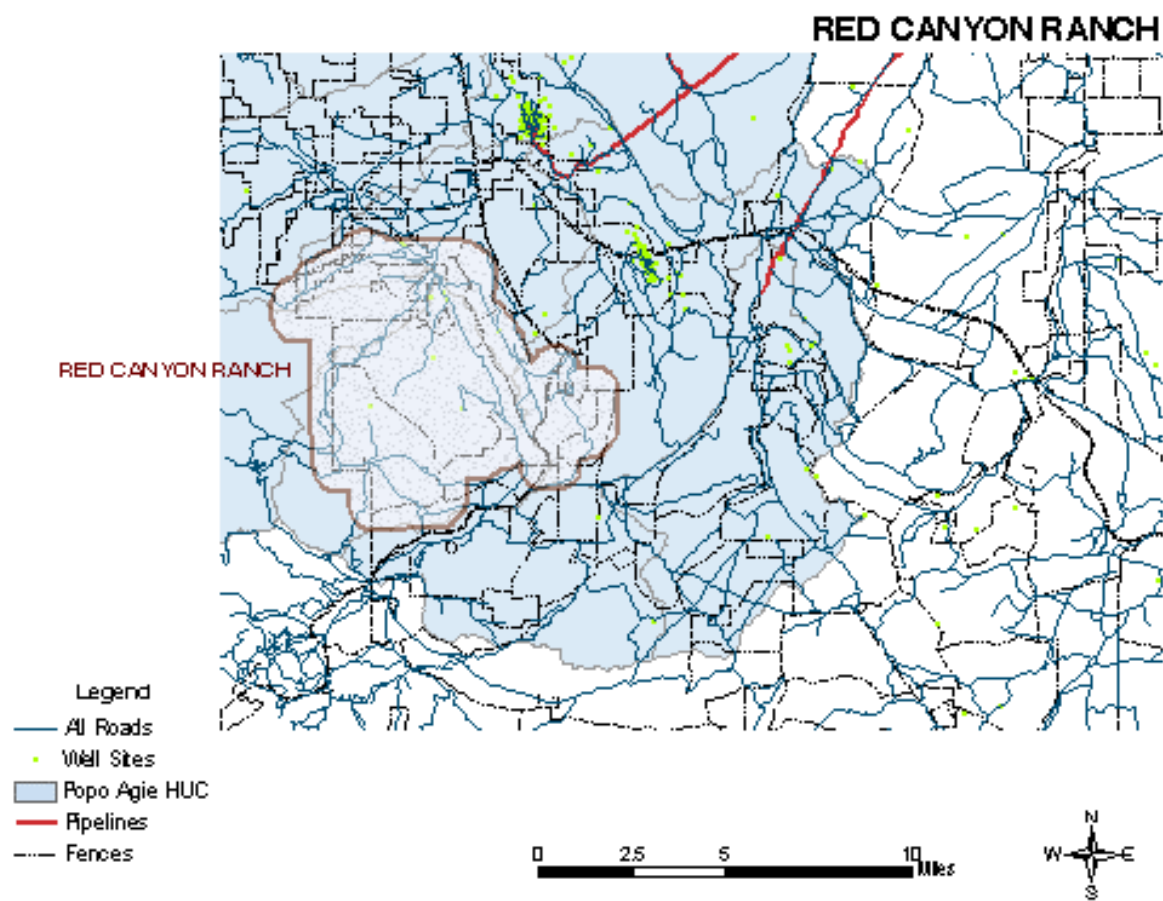 RED CANYON RANCH
RED CANYON RANCH
Legend
All Roads
Well Sites
Popo Agie HUC
Pipelines
Fences
0 2.5 5 10 Miles
N
W E
S